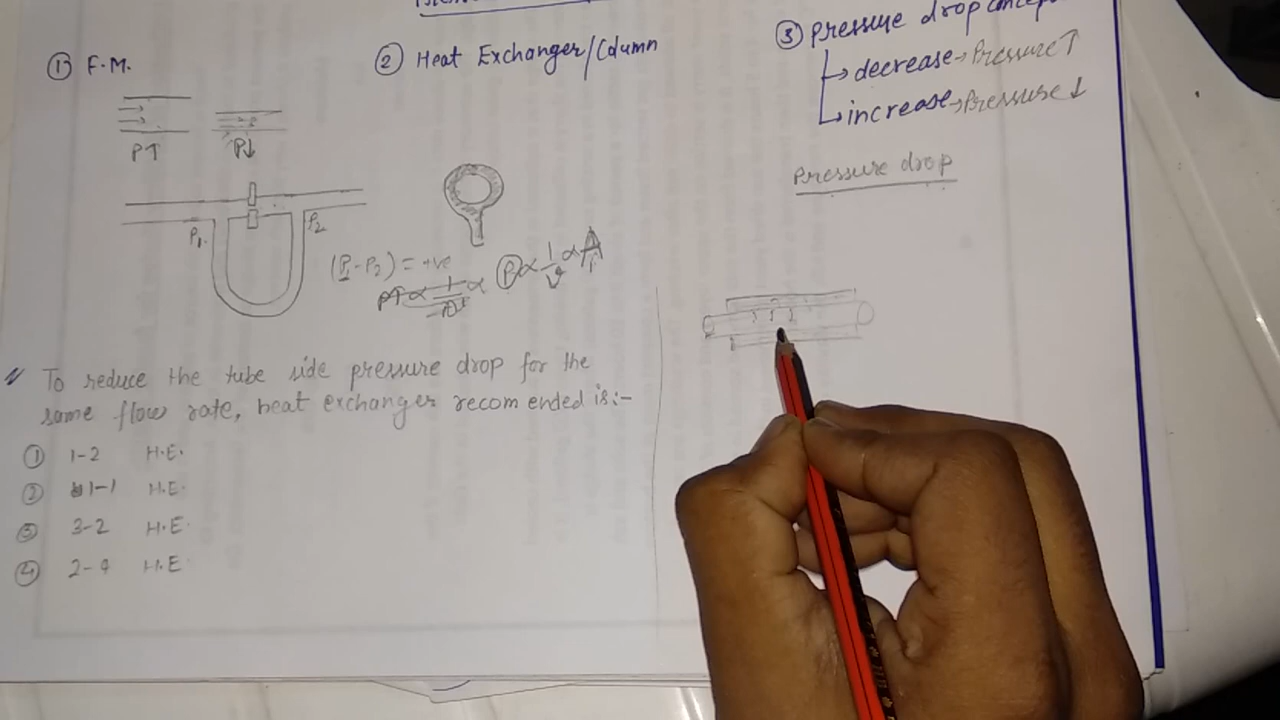 ① F.M.
P↑
P↓
P₁
P₂
(P₁-P₂) = +ve
② Heat Exchanger/Column
Ⓟ∝ 1/v ∝ A
③ Pressure drop concept
↳ decrease → Pressure↑
↳ increase → Pressure↓
Pressure drop
To reduce the tube side pressure drop for the
same flow rate, heat exchanger recomended is:-
① 1-2 H.E.
② 1-1 H.E.
③ 3-2 H.E.
④ 2-4 H.E